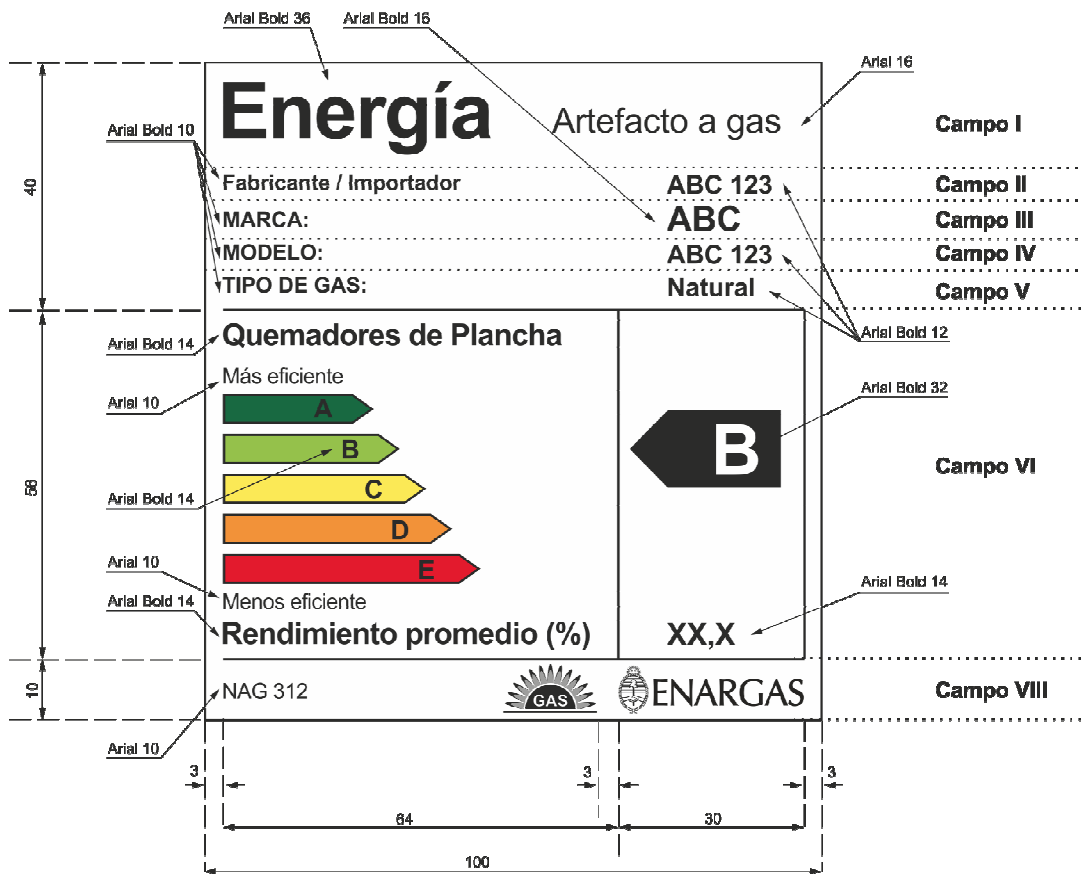 Arial Bold 36
Arial Bold 16
Arial 16
Energía
Artefacto a gas
Campo I
Arial Bold 10
Fabricante / Importador
ABC 123
Campo II
MARCA:
ABC
Campo III
MODELO:
ABC 123
Campo IV
TIPO DE GAS:
Natural
Campo V
40
Arial Bold 12
Arial Bold 14
Quemadores de Plancha
Más eficiente
Arial 10
A
B
C
D
E
Arial Bold 14
B
Arial Bold 32
Campo VI
58
Arial 10
Menos eficiente
Arial Bold 14
Rendimiento promedio (%)
XX,X
Arial Bold 14
10
NAG 312
GAS
ENARGAS
Campo VIII
Arial 10
3
3
3
64
30
100